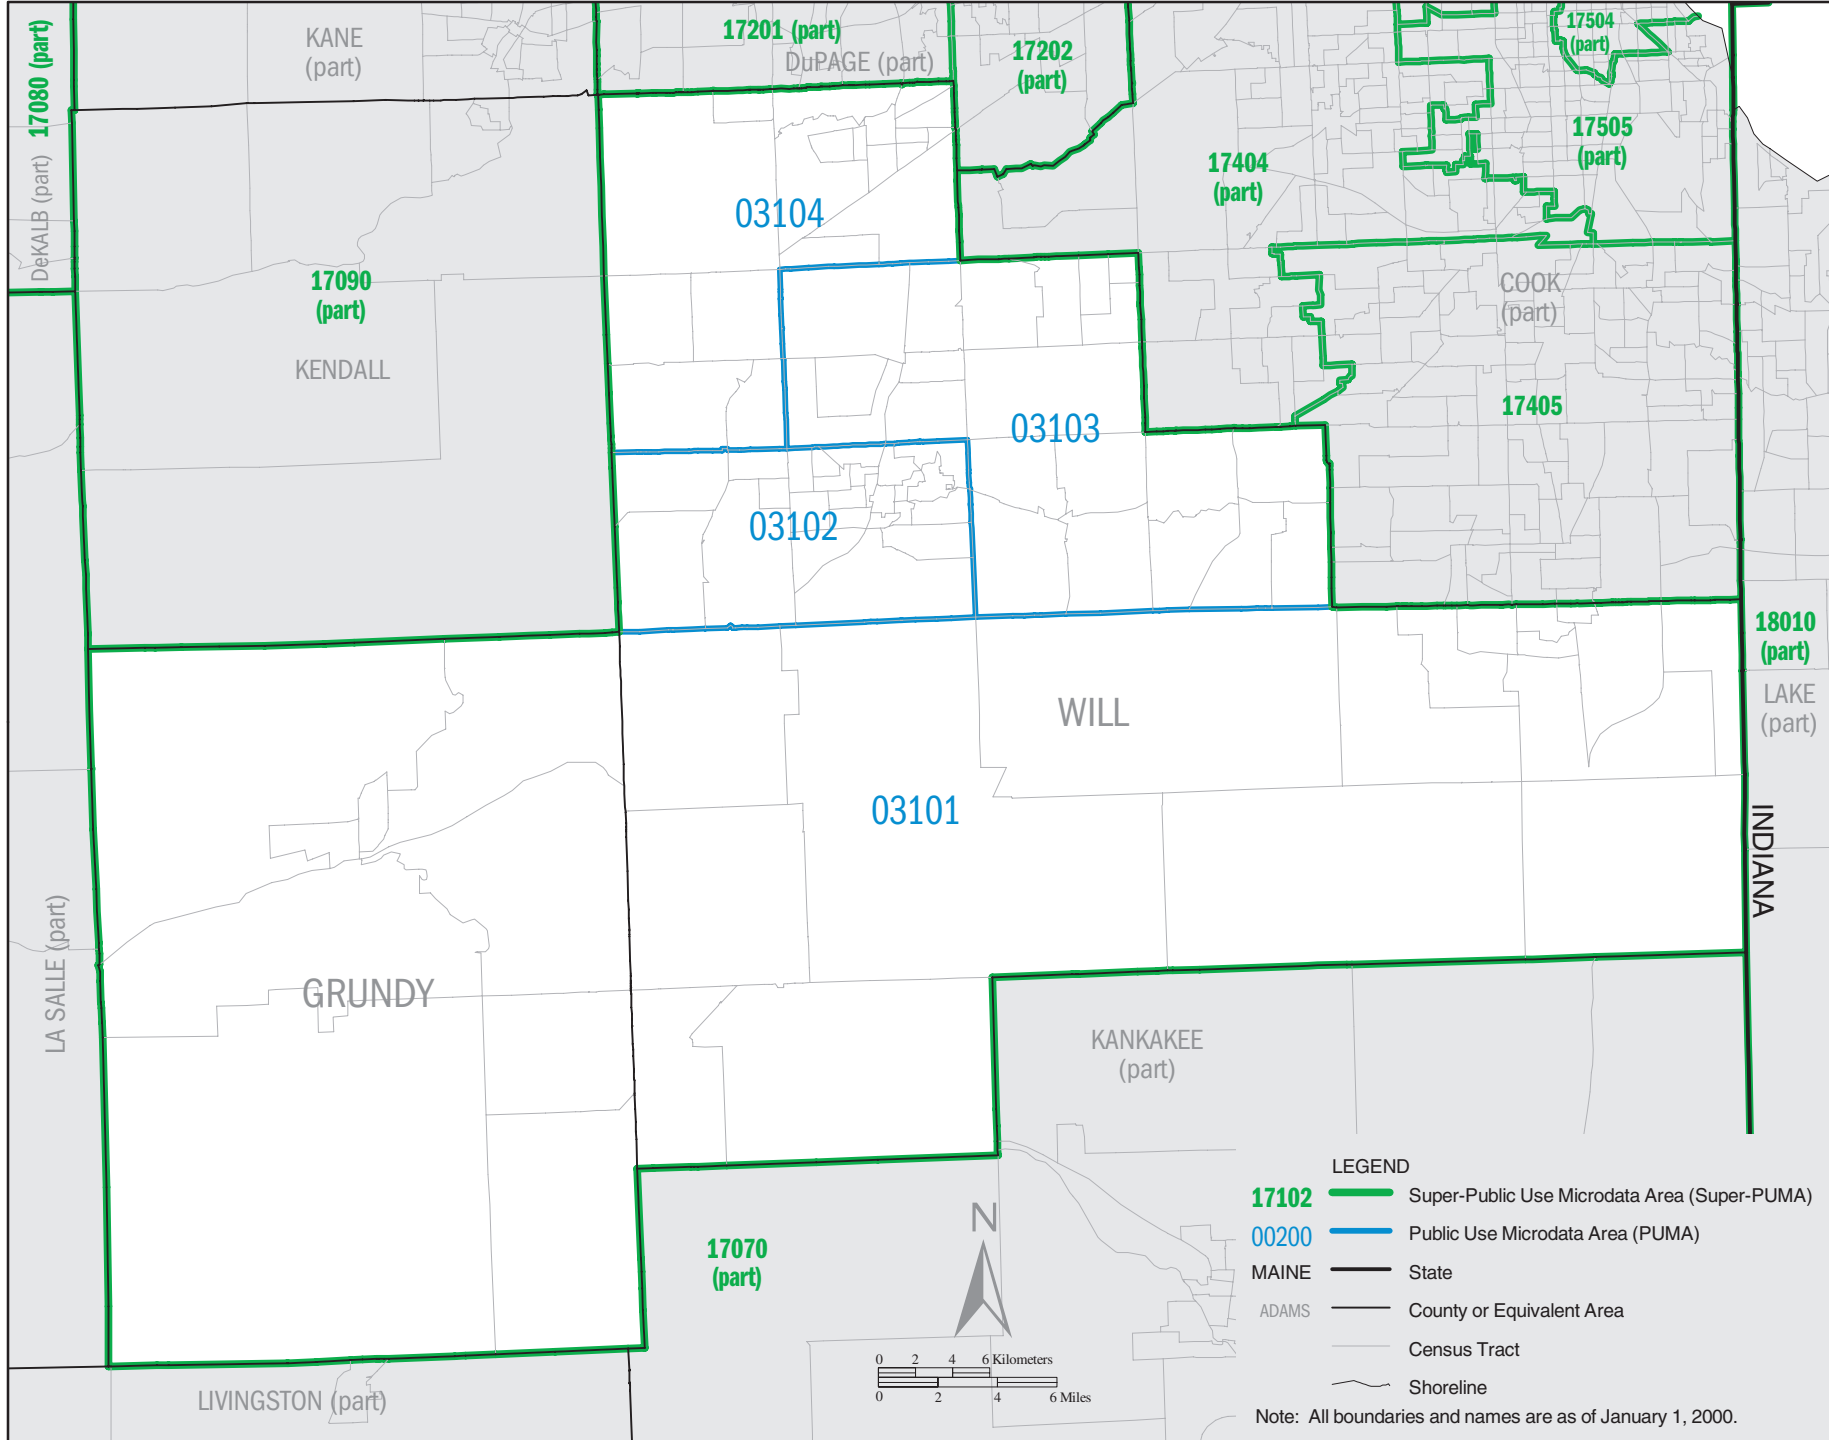 17080 (part)
KANE
(part)
17201 (part)
DuPAGE (part)
17202
(part)
17504
(part)
17505
(part)
17404
(part)
DeKALB (part)
03104
17090
(part)
COOK
(part)
KENDALL
17405
03103
03102
18010
(part)
LAKE
(part)
WILL
03101
INDIANA
LA SALLE (part)
GRUNDY
KANKAKEE
(part)
17070
(part)
N
0 2 4 6 Kilometers
0 2 4 6 Miles
LIVINGSTON (part)
LEGEND
17102 Super-Public Use Microdata Area (Super-PUMA)
00200 Public Use Microdata Area (PUMA)
MAINE State
ADAMS County or Equivalent Area
Census Tract
Shoreline
Note: All boundaries and names are as of January 1, 2000.